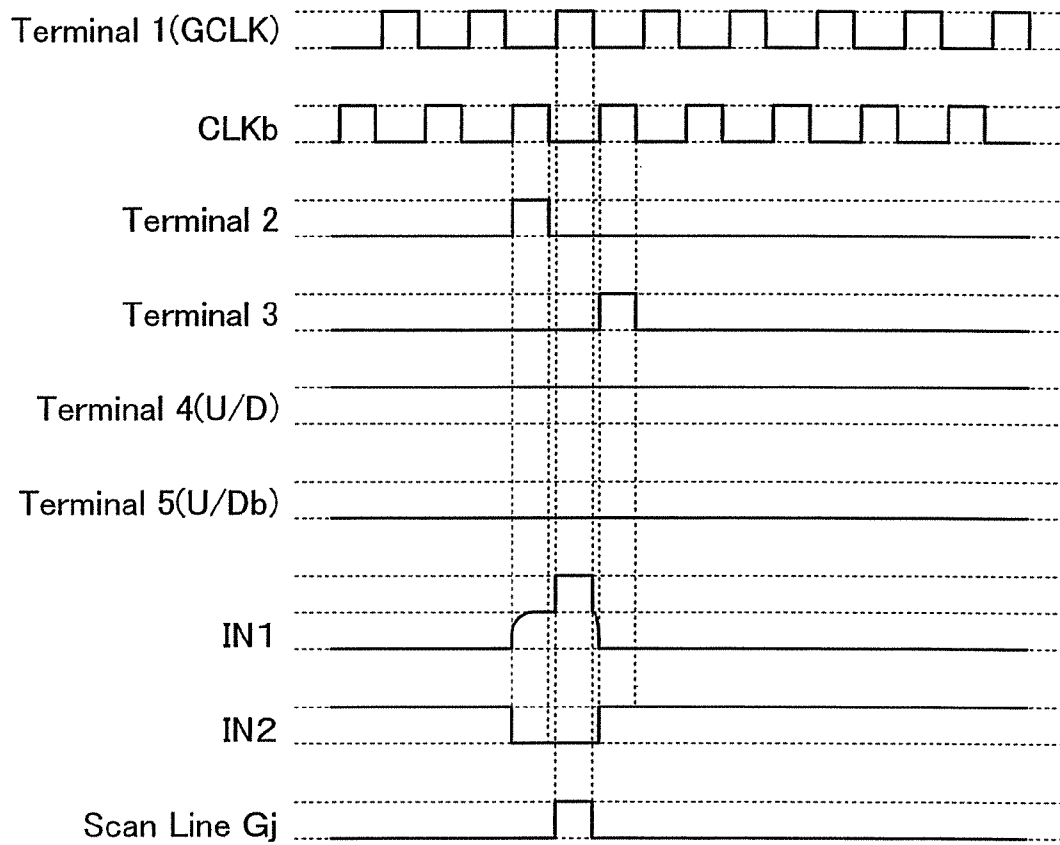 Terminal 1(GCLK)
CLKb
Terminal 2
Terminal 3
Terminal 4(U/D)
Terminal 5(U/Db)
IN1
IN2
Scan Line Gj